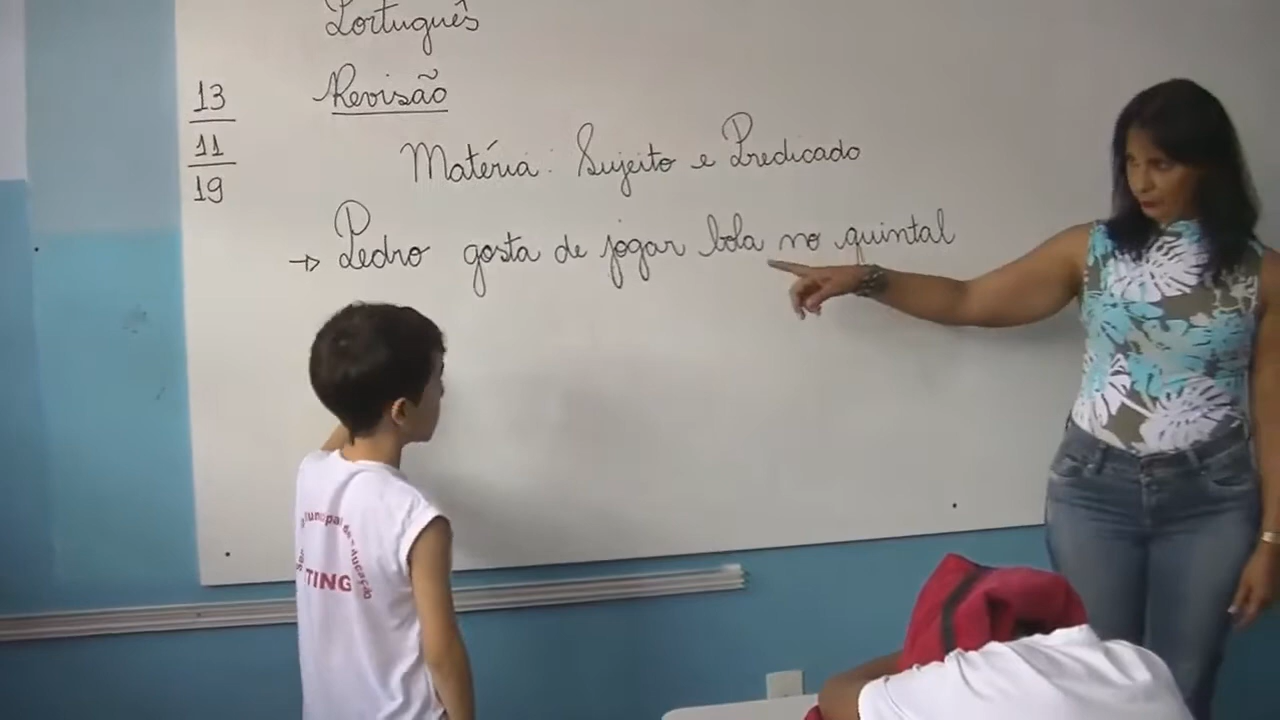 Português
13
11
19
Revisão
Matéria: Sujeito e Predicado
→ Pedro gosta de jogar bola no quintal
TING